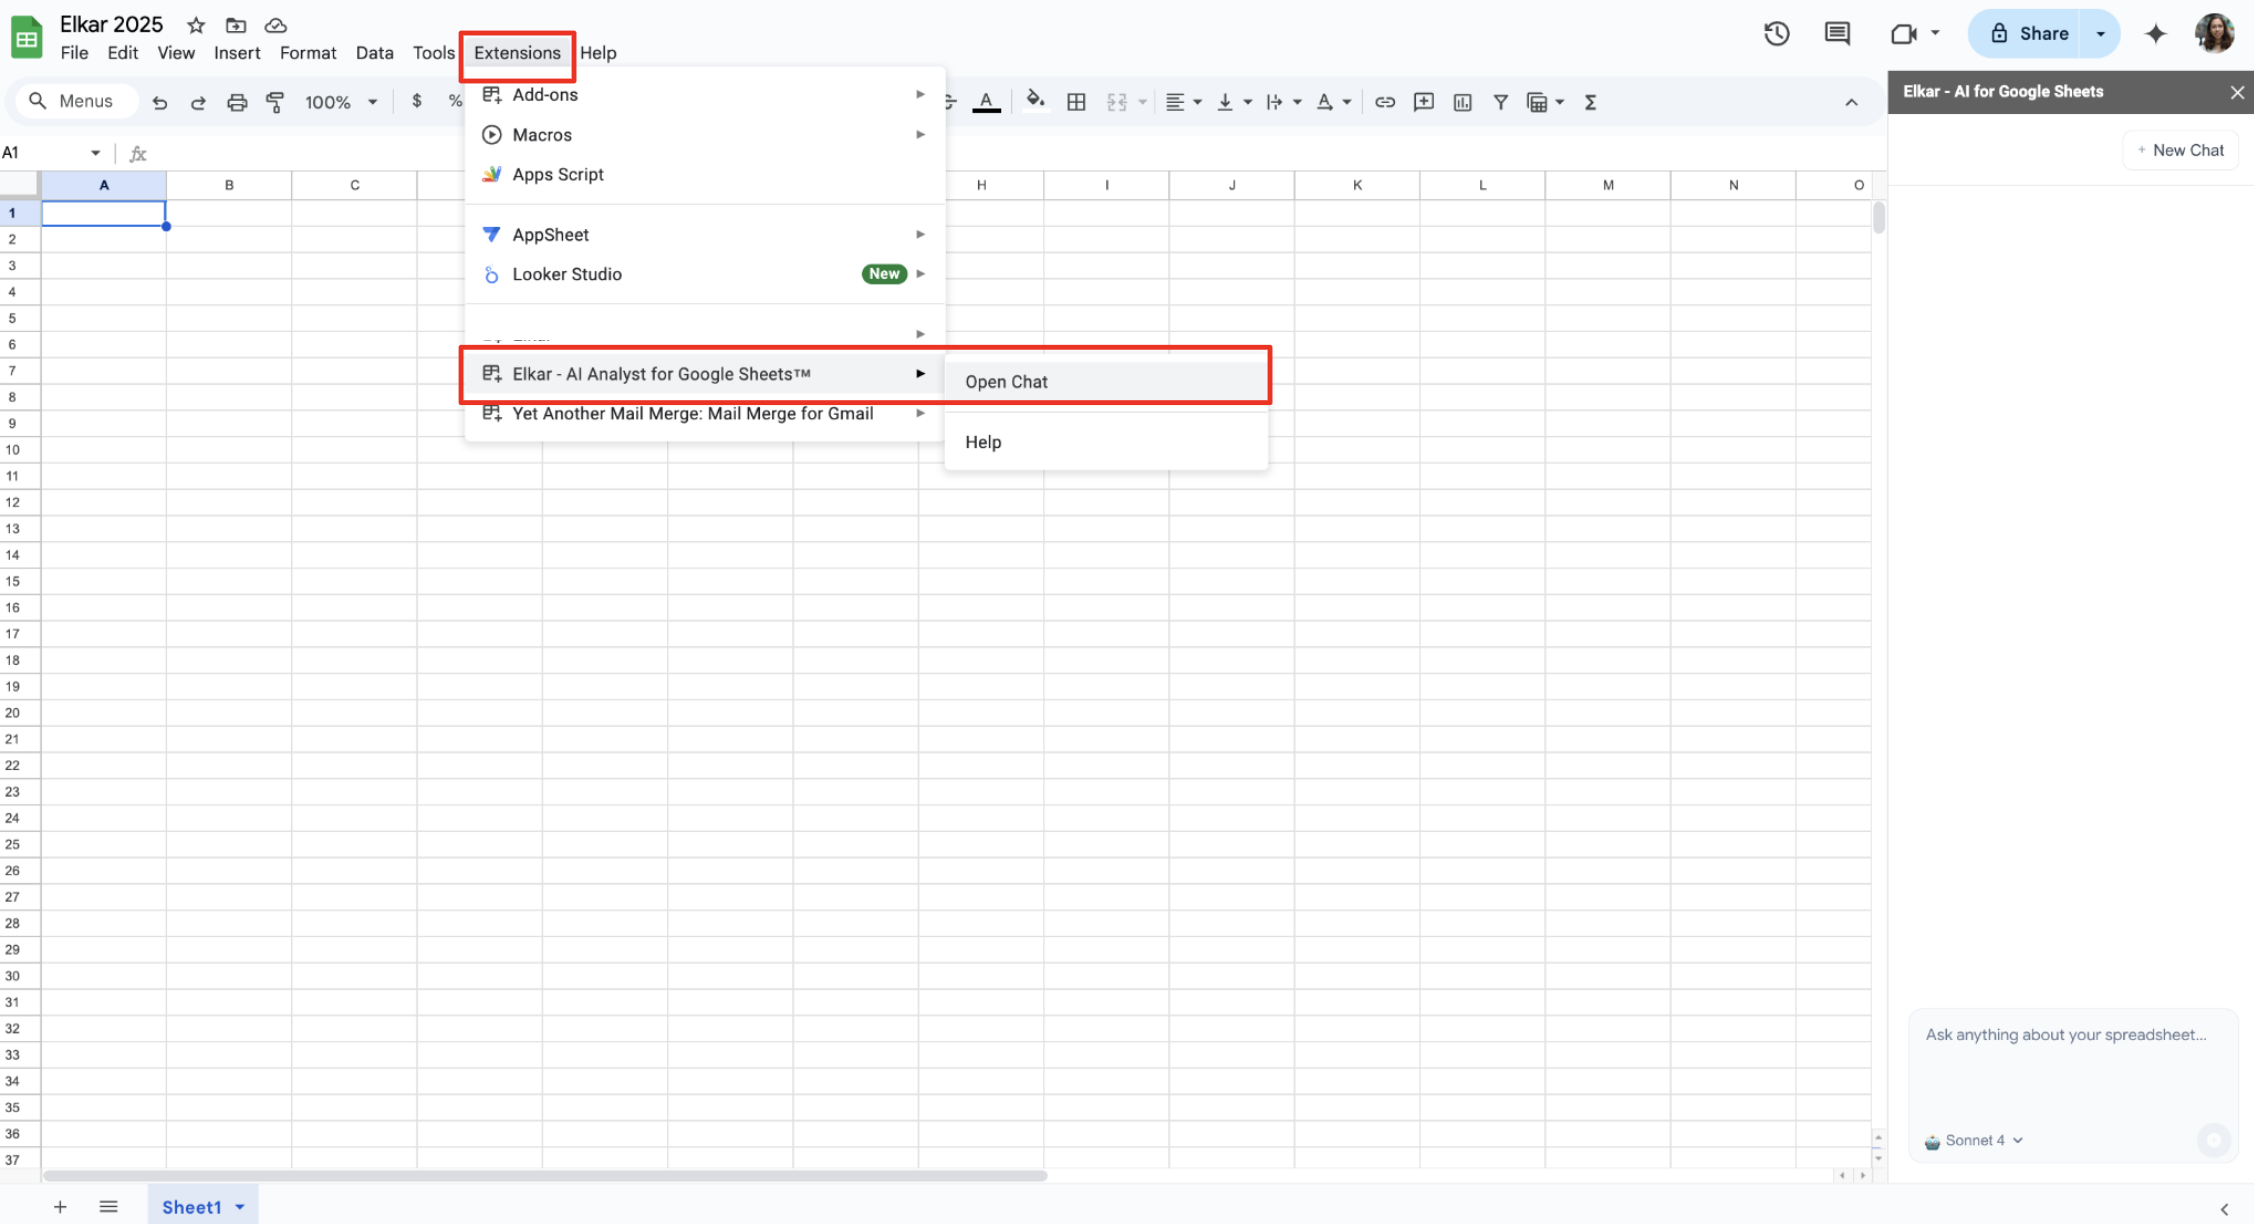 Elkar 2025
File Edit View Insert Format Data Tools Extensions Help
Share
Menus 100% $ %
Elkar - AI for Google Sheets
New Chat
A1
fx
A B C H I J K L M N O
Add-ons
Macros
Apps Script
AppSheet
Looker Studio New
Elkar - AI Analyst for Google Sheets™
Open Chat
Yet Another Mail Merge: Mail Merge for Gmail
Help
1
2
3
4
5
6
7
8
9
10
11
12
13
14
15
16
17
18
19
20
21
22
23
24
25
26
27
28
29
30
31
32
33
34
35
36
37
Ask anything about your spreadsheet...
Sonnet 4
Sheet1